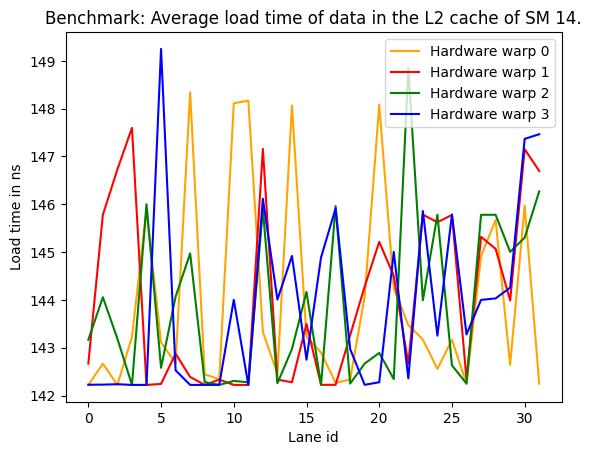 Benchmark: Average load time of data in the L2 cache of SM 14.
Hardware warp 0
Hardware warp 1
Hardware warp 2
Hardware warp 3
Load time in ns
149
148
147
146
145
144
143
142
0 5 10 15 20 25 30
Lane id